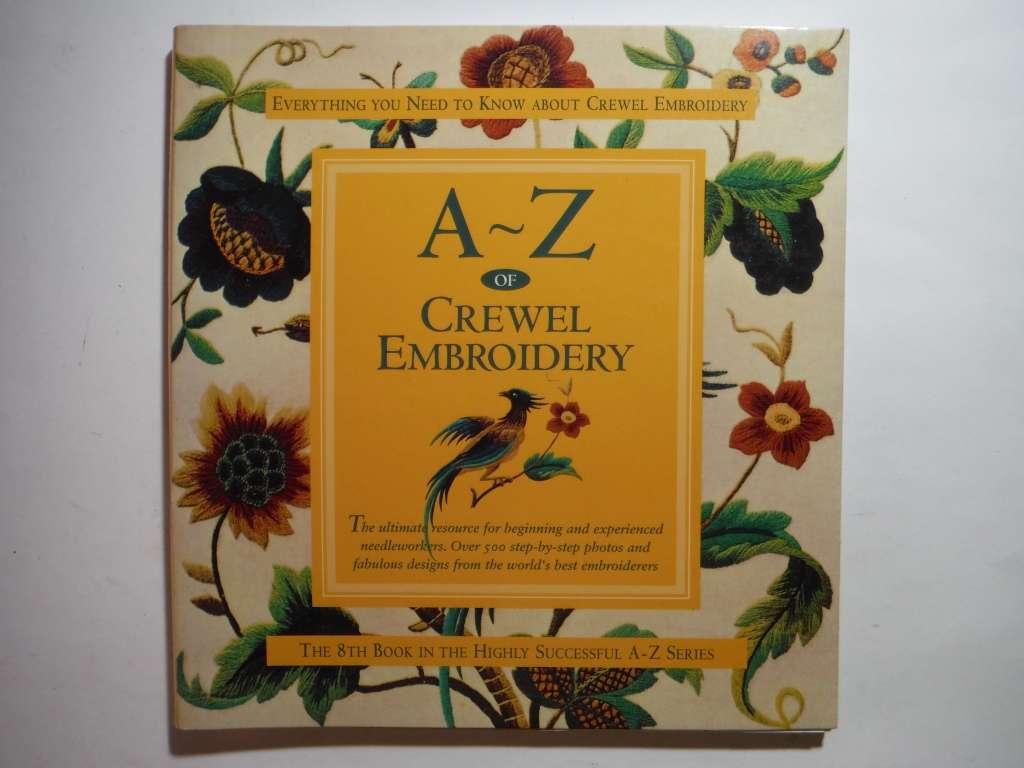 Everything you Need to Know about Crewel Embroidery
A~Z
OF
Crewel
Embroidery
The ultimate resource for beginning and experienced
needleworkers. Over 500 step-by-step photos and
fabulous designs from the world's best embroiderers
The 8th Book in the Highly Successful A-Z Series